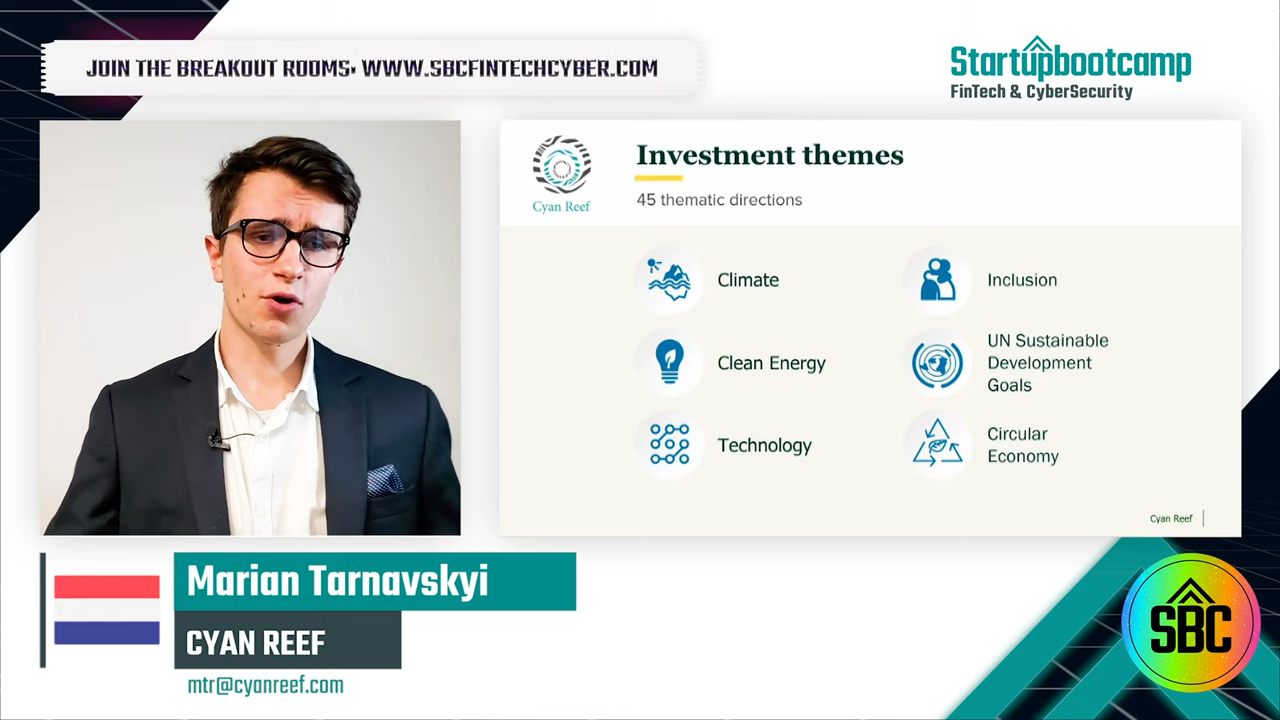 JOIN THE BREAKOUT ROOMS: WWW.SBCFINTECHCYBER.COM
Startupbootcamp
FinTech & CyberSecurity
Cyan Reef
Investment themes
45 thematic directions
Climate
Inclusion
Clean Energy
UN Sustainable
Development
Goals
Technology
Circular
Economy
Cyan Reef
Marian Tarnavskyi
CYAN REEF
mtr@cyanreef.com
SBC